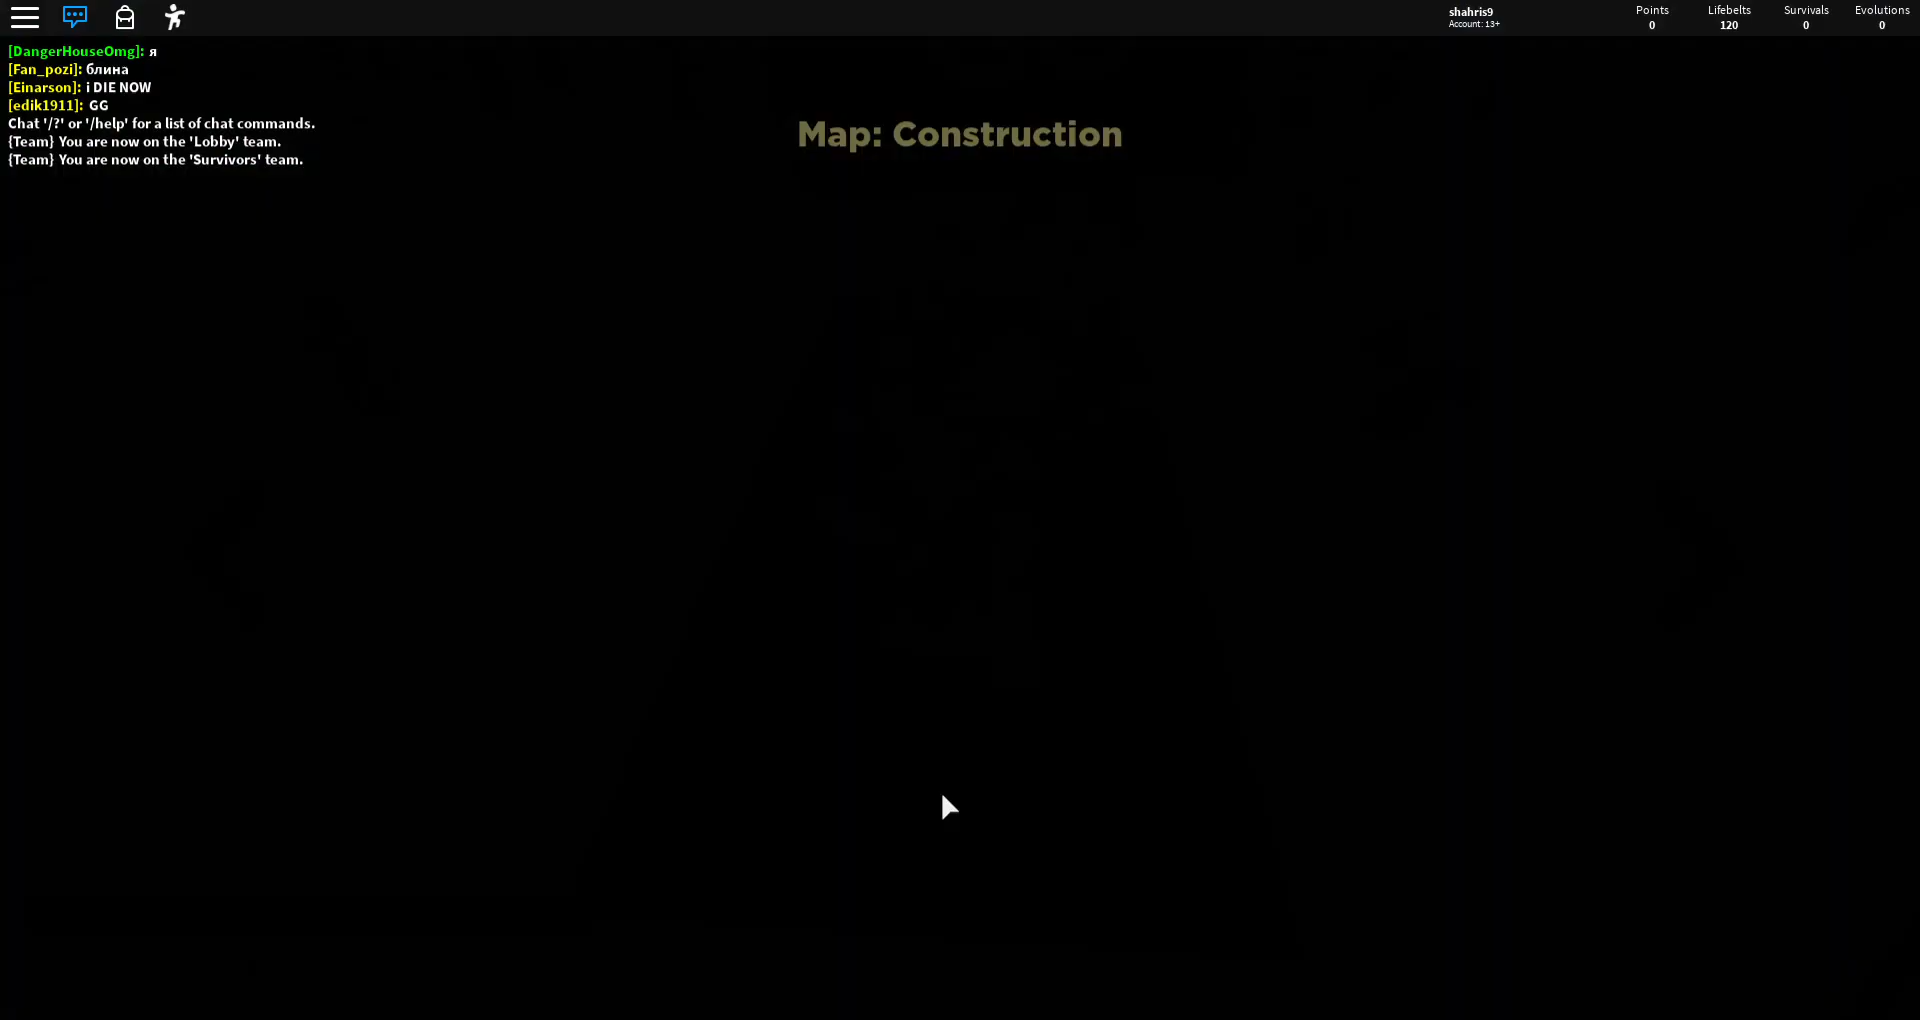 shahris9
Account: 13+
Points
0
Lifebelts
120
Survivals
0
Evolutions
0
[DangerHouseOmg]: я
[Fan_pozi]: блина
[Einarson]: i DIE NOW
[edik1911]: GG
Chat '/?' or '/help' for a list of chat commands.
{Team} You are now on the 'Lobby' team.
{Team} You are now on the 'Survivors' team.
Map: Construction